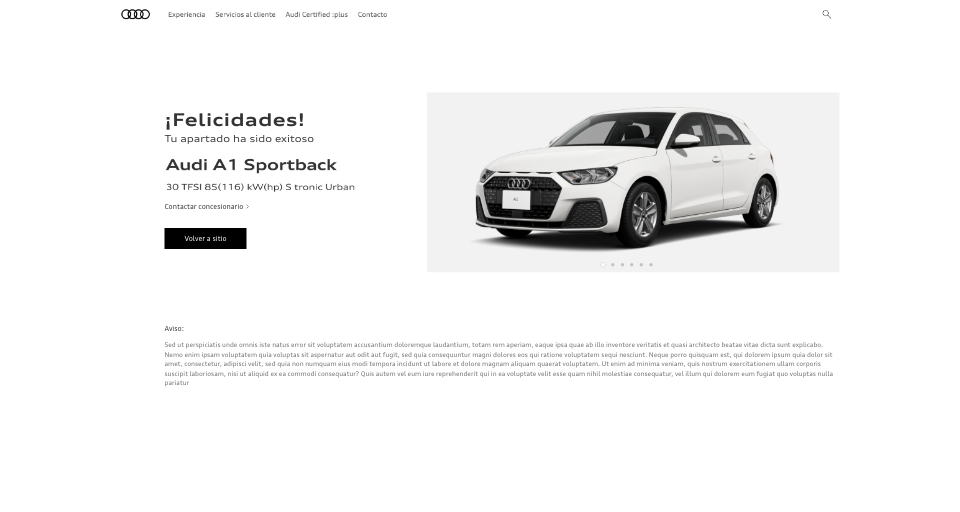 Experiencia Servicios al cliente Audi Certified :plus Contacto
¡Felicidades!
Tu apartado ha sido exitoso
Audi A1 Sportback
30 TFSI 85(116) kW(hp) S tronic Urban
Contactar concesionario >
Volver a sitio
A1
Aviso:
Sed ut perspiciatis unde omnis iste natus error sit voluptatem accusantium doloremque laudantium, totam rem aperiam, eaque ipsa quae ab illo inventore veritatis et quasi architecto beatae vitae dicta sunt explicabo.
Nemo enim ipsam voluptatem quia voluptas sit aspernatur aut odit aut fugit, sed quia consequuntur magni dolores eos qui ratione voluptatem sequi nesciunt. Neque porro quisquam est, qui dolorem ipsum quia dolor sit
amet, consectetur, adipisci velit, sed quia non numquam eius modi tempora incidunt ut labore et dolore magnam aliquam quaerat voluptatem. Ut enim ad minima veniam, quis nostrum exercitationem ullam corporis
suscipit laboriosam, nisi ut aliquid ex ea commodi consequatur? Quis autem vel eum iure reprehenderit qui in ea voluptate velit esse quam nihil molestiae consequatur, vel illum qui dolorem eum fugiat quo voluptas nulla
pariatur